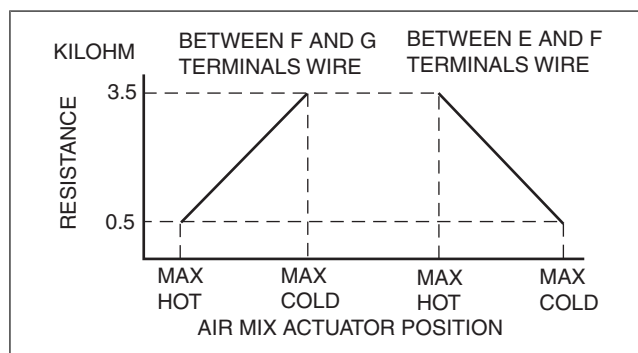 KILOHM
BETWEEN F AND G
TERMINALS WIRE
BETWEEN E AND F
TERMINALS WIRE
RESISTANCE
3.5
0.5
MAX
HOT
MAX
COLD
MAX
HOT
MAX
COLD
AIR MIX ACTUATOR POSITION